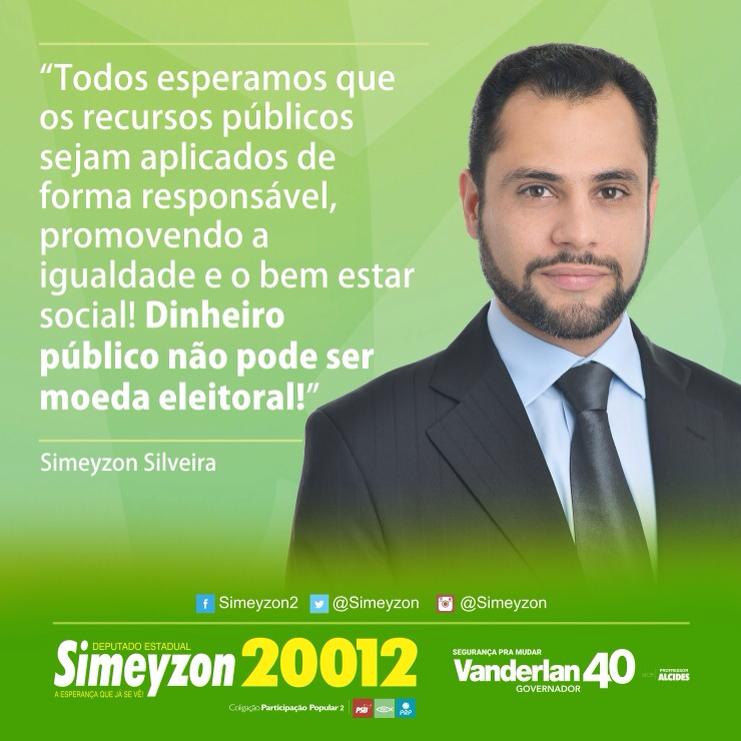 “Todos esperamos que
os recursos públicos
sejam aplicados de
forma responsável,
promovendo a
igualdade e o bem estar
social! Dinheiro
público não pode ser
moeda eleitoral!”
Simeyzon Silveira
Simeyzon2 @Simeyzon @Simeyzon
DEPUTADO ESTADUAL
Simeyzon 20012
A ESPERANÇA QUE JÁ SE VÊ!
Coligação Participação Popular 2
PSB PRP
SEGURANÇA PRA MUDAR
Vanderlan 40
GOVERNADOR
PROFESSOR
ALCIDES